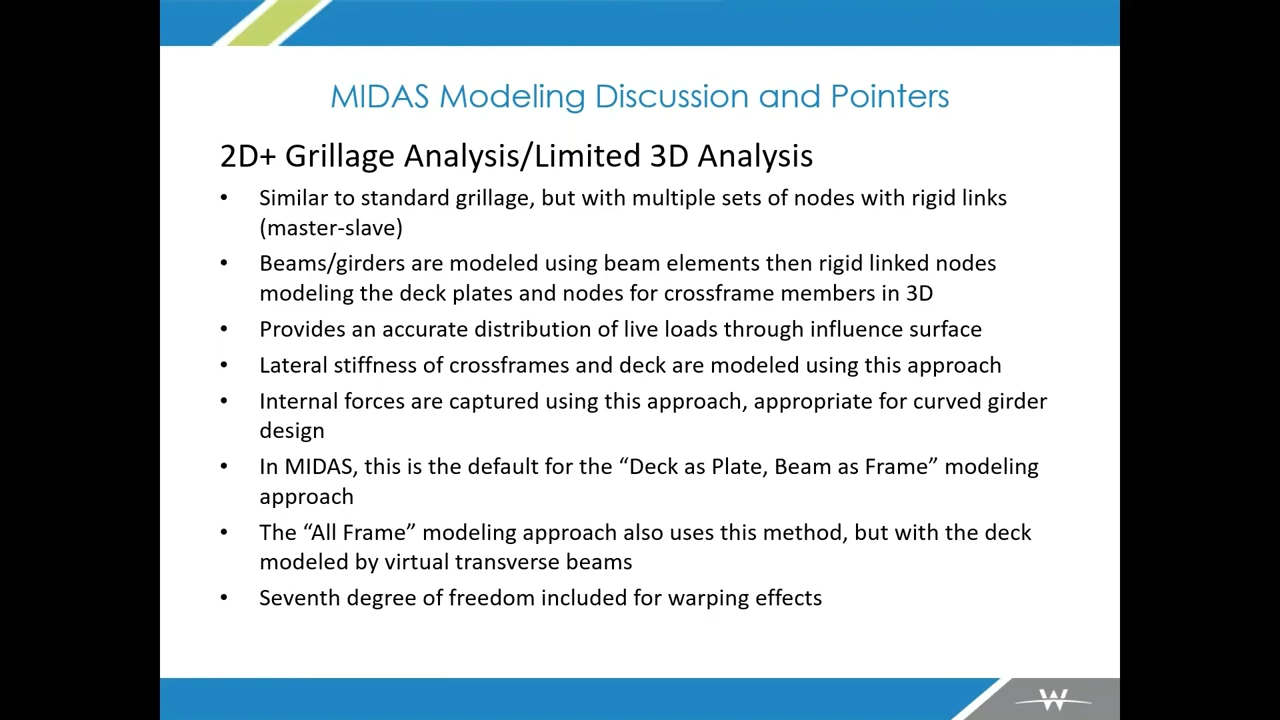 MIDAS Modeling Discussion and Pointers
2D+ Grillage Analysis/Limited 3D Analysis
• Similar to standard grillage, but with multiple sets of nodes with rigid links
(master-slave)
• Beams/girders are modeled using beam elements then rigid linked nodes
modeling the deck plates and nodes for crossframe members in 3D
• Provides an accurate distribution of live loads through influence surface
• Lateral stiffness of crossframes and deck are modeled using this approach
• Internal forces are captured using this approach, appropriate for curved girder
design
• In MIDAS, this is the default for the “Deck as Plate, Beam as Frame” modeling
approach
• The “All Frame” modeling approach also uses this method, but with the deck
modeled by virtual transverse beams
• Seventh degree of freedom included for warping effects
W